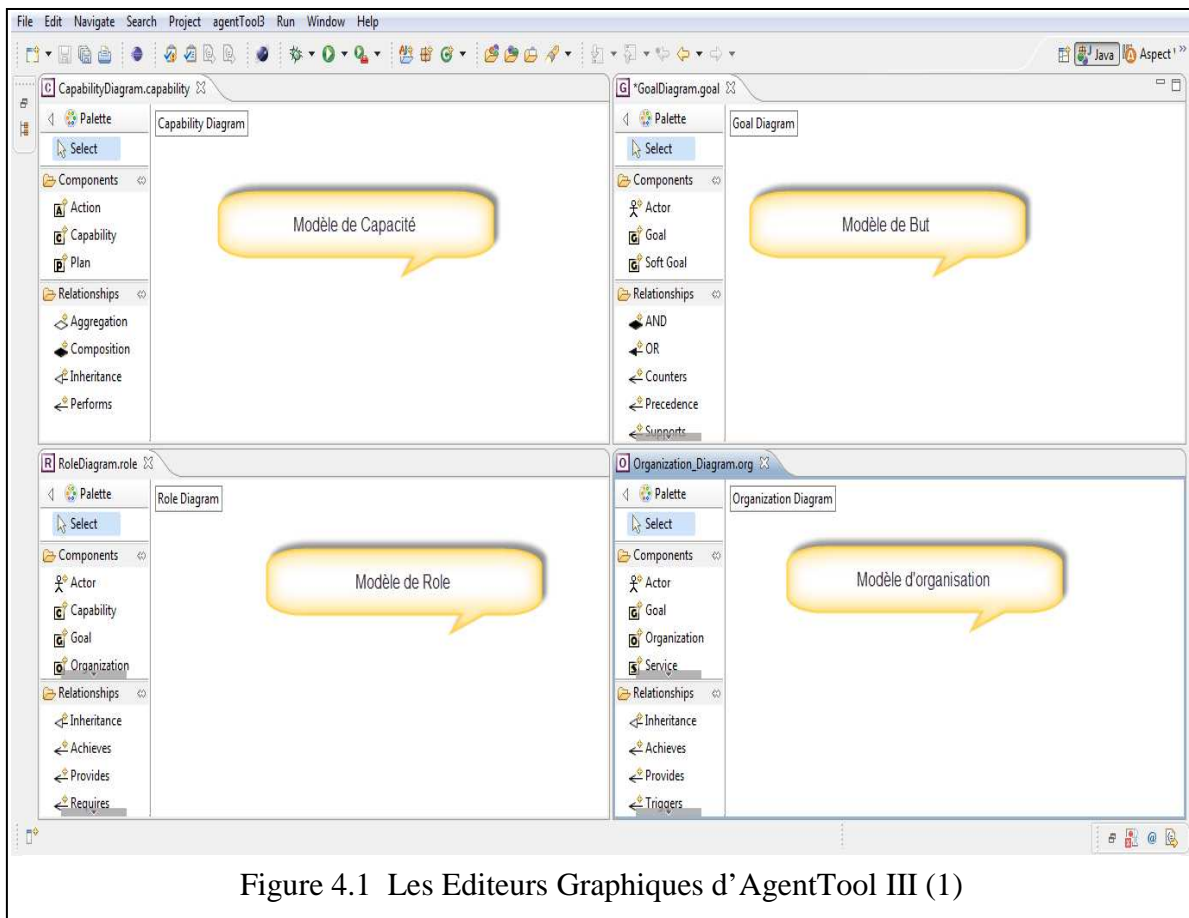 File Edit Navigate Search Project agentTool3 Run Window Help
Java Aspect
CapabilityDiagram.capability
Palette
Select
Components
Action
Capability
Plan
Relationships
Aggregation
Composition
Inheritance
Performs
Capability Diagram
Modèle de Capacité
*GoalDiagram.goal
Palette
Select
Components
Actor
Goal
Soft Goal
Relationships
AND
OR
Counters
Precedence
Supports
Goal Diagram
Modèle de But
RoleDiagram.role
Palette
Select
Components
Actor
Capability
Goal
Organization
Relationships
Inheritance
Achieves
Provides
Requires
Role Diagram
Modèle de Role
Organization_Diagram.org
Palette
Select
Components
Actor
Goal
Organization
Service
Relationships
Inheritance
Achieves
Provides
Triggers
Organization Diagram
Modèle d'organisation
Figure 4.1 Les Editeurs Graphiques d’AgentTool III (1)